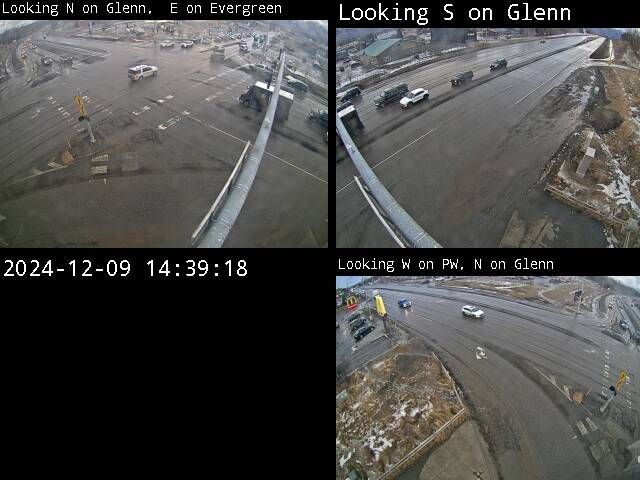 Looking N on Glenn,  E on Evergreen
Looking S on Glenn
2024-12-09 14:39:18
Looking W on PW, N on Glenn